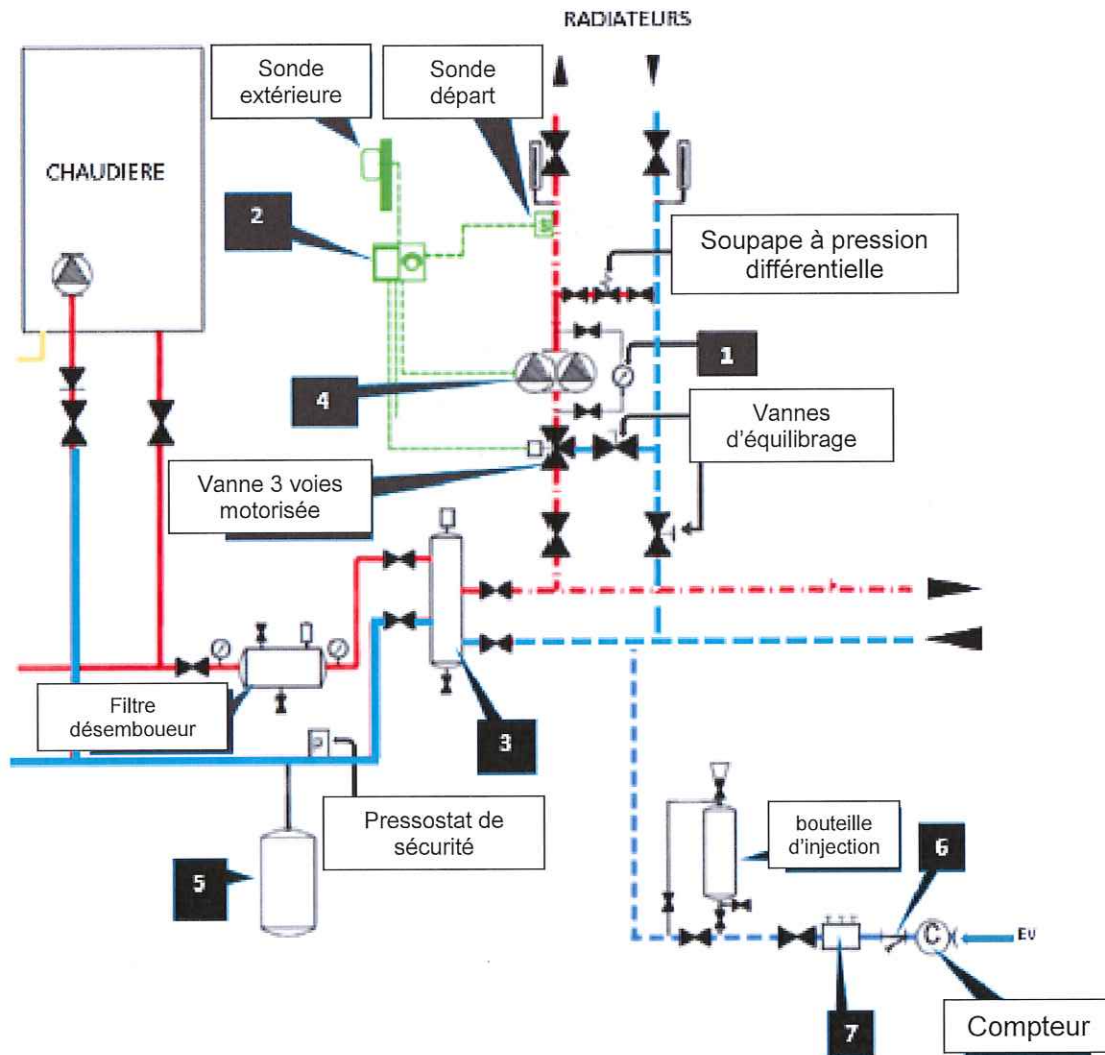 RADIATEURS
Sonde
extérieure
Sonde
départ
CHAUDIERE
2
Soupape à pression
différentielle
1
4
Vannes
d'équilibrage
Vanne 3 voies
motorisée
Filtre
désemboueur
3
Pressostat de
sécurité
5
bouteille
d'injection
6
C
EV
7
Compteur